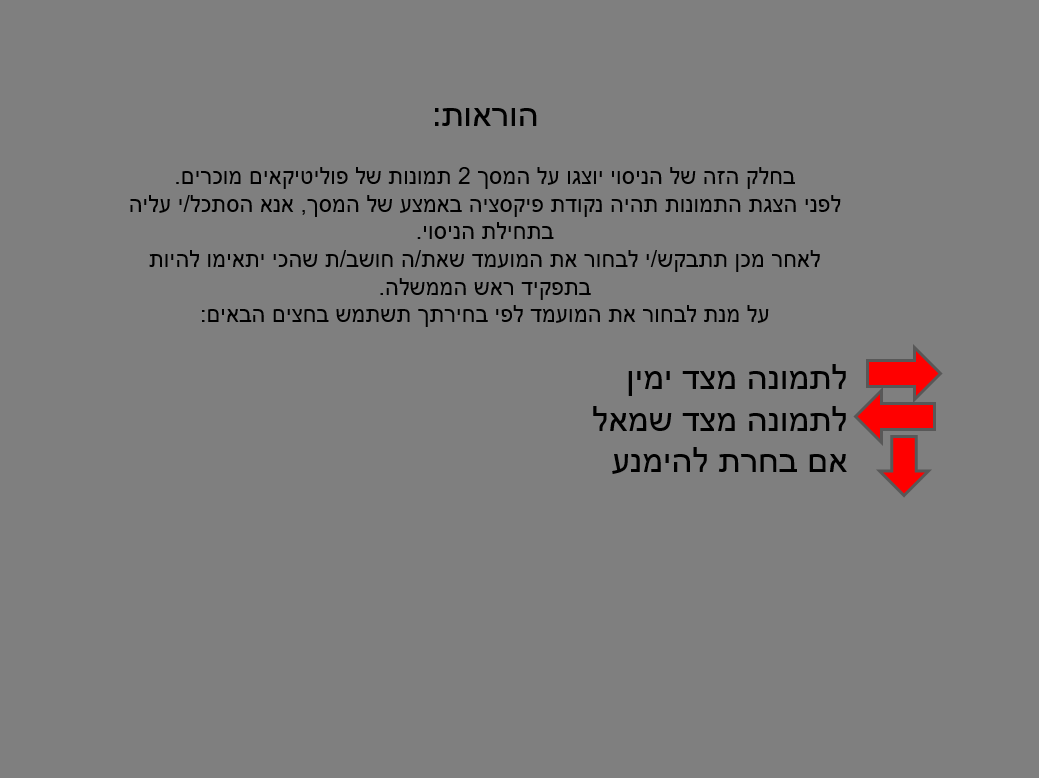 הוראות:
בחלק הזה של הניסוי יוצגו על המסך 2 תמונות של פוליטיקאים מוכרים.
לפני הצגת התמונות תהיה נקודת פיקסציה באמצע של המסך, אנא הסתכל/י עליה
בתחילת הניסוי.
לאחר מכן תתבקש/י לבחור את המועמד שאת/ה חושב/ת שהכי יתאימו להיות
בתפקיד ראש הממשלה.
על מנת לבחור את המועמד לפי בחירתך תשתמש בחצים הבאים:
לתמונה מצד ימין
לתמונה מצד שמאל
אם בחרת להימנע